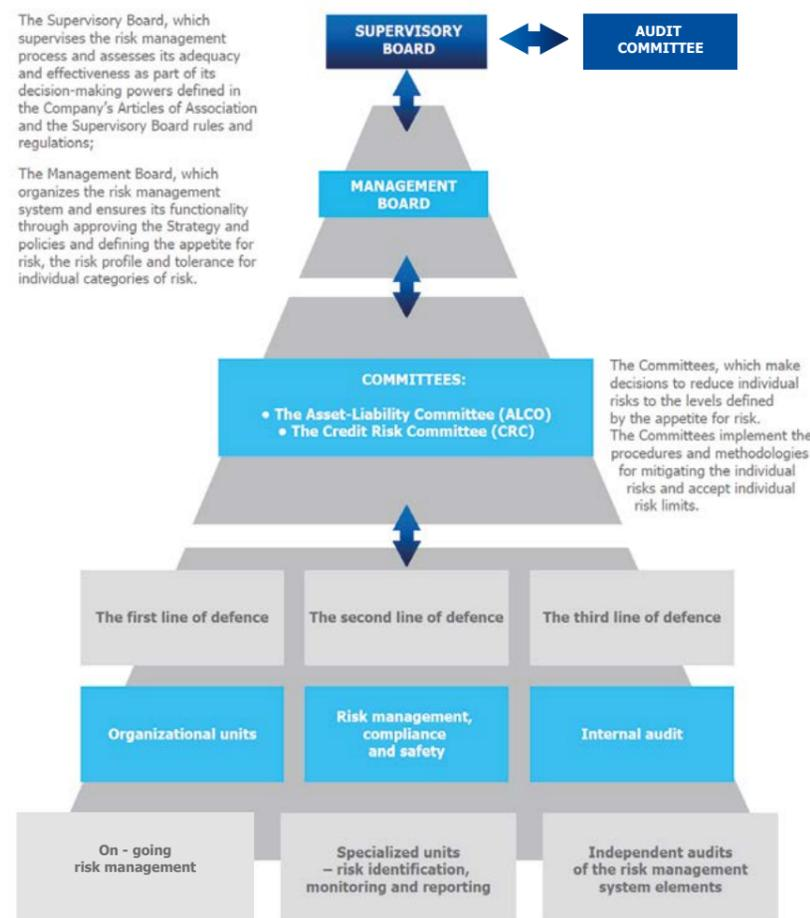 The Supervisory Board, which
supervises the risk management
process and assesses its adequacy
and effectiveness as part of its
decision-making powers defined in
the Company's Articles of Association
and the Supervisory Board rules and
regulations;
The Management Board, which
organizes the risk management
system and ensures its functionality
through approving the Strategy and
policies and defining the appetite for
risk, the risk profile and tolerance for
individual categories of risk.
SUPERVISORY
BOARD
AUDIT
COMMITTEE
MANAGEMENT
BOARD
COMMITTEES:
• The Asset-Liability Committee (ALCO)
• The Credit Risk Committee (CRC)
The Committees, which make
decisions to reduce individual
risks to the levels defined
by the appetite for risk.
The Committees implement the
procedures and methodologies
for mitigating the individual
risks and accept individual
risk limits.
The first line of defence
The second line of defence
The third line of defence
Organizational units
Risk management,
compliance
and safety
Internal audit
On - going
risk management
Specialized units
– risk identification,
monitoring and reporting
Independent audits
of the risk management
system elements